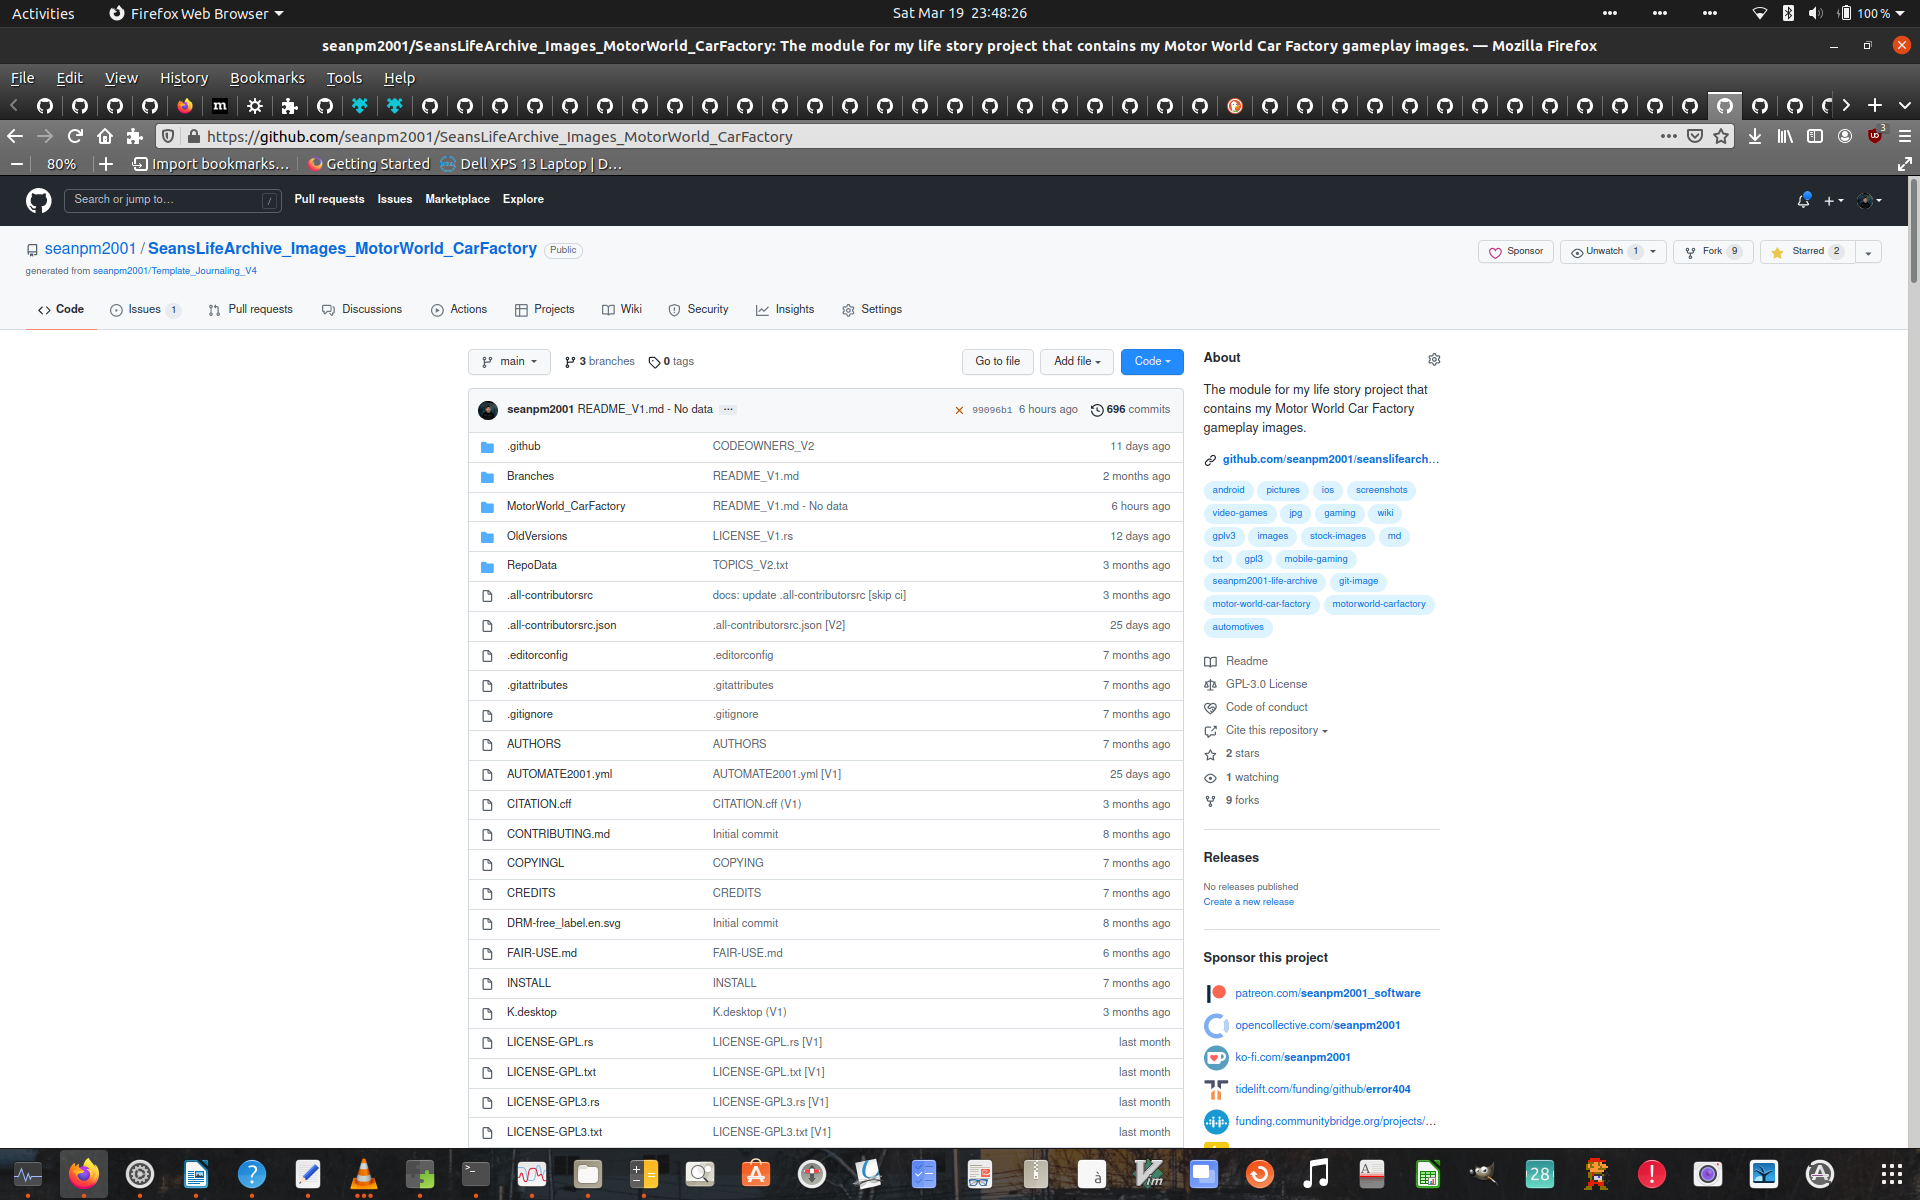 Activities Firefox Web Browser Sat Mar 19 23:48:26 100 %
seanpm2001/SeansLifeArchive_Images_MotorWorld_CarFactory: The module for my life story project that contains my Motor World Car Factory gameplay images. — Mozilla Firefox
File Edit View History Bookmarks Tools Help
https://github.com/seanpm2001/SeansLifeArchive_Images_MotorWorld_CarFactory 3
80% Import bookmarks... Getting Started Dell XPS 13 Laptop | D...
Search or jump to... / Pull requests Issues Marketplace Explore
seanpm2001 / SeansLifeArchive_Images_MotorWorld_CarFactory Public Sponsor Unwatch 1 Fork 9 Starred 2
generated from seanpm2001/Template_Journaling_V4
Code Issues 1 Pull requests Discussions Actions Projects Wiki Security Insights Settings
main 3 branches 0 tags Go to file Add file Code
seanpm2001 README_V1.md - No data ... 99096b1 6 hours ago 696 commits
.github CODEOWNERS_V2 11 days ago
Branches README_V1.md 2 months ago
MotorWorld_CarFactory README_V1.md - No data 6 hours ago
OldVersions LICENSE_V1.rs 12 days ago
RepoData TOPICS_V2.txt 3 months ago
.all-contributorsrc docs: update .all-contributorsrc [skip ci] 3 months ago
.all-contributorsrc.json .all-contributorsrc.json [V2] 25 days ago
.editorconfig .editorconfig 7 months ago
.gitattributes .gitattributes 7 months ago
.gitignore .gitignore 7 months ago
AUTHORS AUTHORS 7 months ago
AUTOMATE2001.yml AUTOMATE2001.yml [V1] 25 days ago
CITATION.cff CITATION.cff (V1) 3 months ago
CONTRIBUTING.md Initial commit 8 months ago
COPYINGL COPYING 7 months ago
CREDITS CREDITS 7 months ago
DRM-free_label.en.svg Initial commit 8 months ago
FAIR-USE.md FAIR-USE.md 6 months ago
INSTALL INSTALL 7 months ago
K.desktop K.desktop (V1) 3 months ago
LICENSE-GPL.rs LICENSE-GPL.rs [V1] last month
LICENSE-GPL.txt LICENSE-GPL.txt [V1] last month
LICENSE-GPL3.rs LICENSE-GPL3.rs [V1] last month
LICENSE-GPL3.txt LICENSE-GPL3.txt [V1] last month
About
The module for my life story project that
contains my Motor World Car Factory
gameplay images.
github.com/seanpm2001/seanslifearch...
android pictures ios screenshots
video-games jpg gaming wiki
gplv3 images stock-images md
txt gpl3 mobile-gaming
seanpm2001-life-archive git-image
motor-world-car-factory motorworld-carfactory
automotives
Readme
GPL-3.0 License
Code of conduct
Cite this repository
2 stars
1 watching
9 forks
Releases
No releases published
Create a new release
Sponsor this project
patreon.com/seanpm2001_software
opencollective.com/seanpm2001
ko-fi.com/seanpm2001
tidelift.com/funding/github/error404
funding.communitybridge.org/projects/...
28